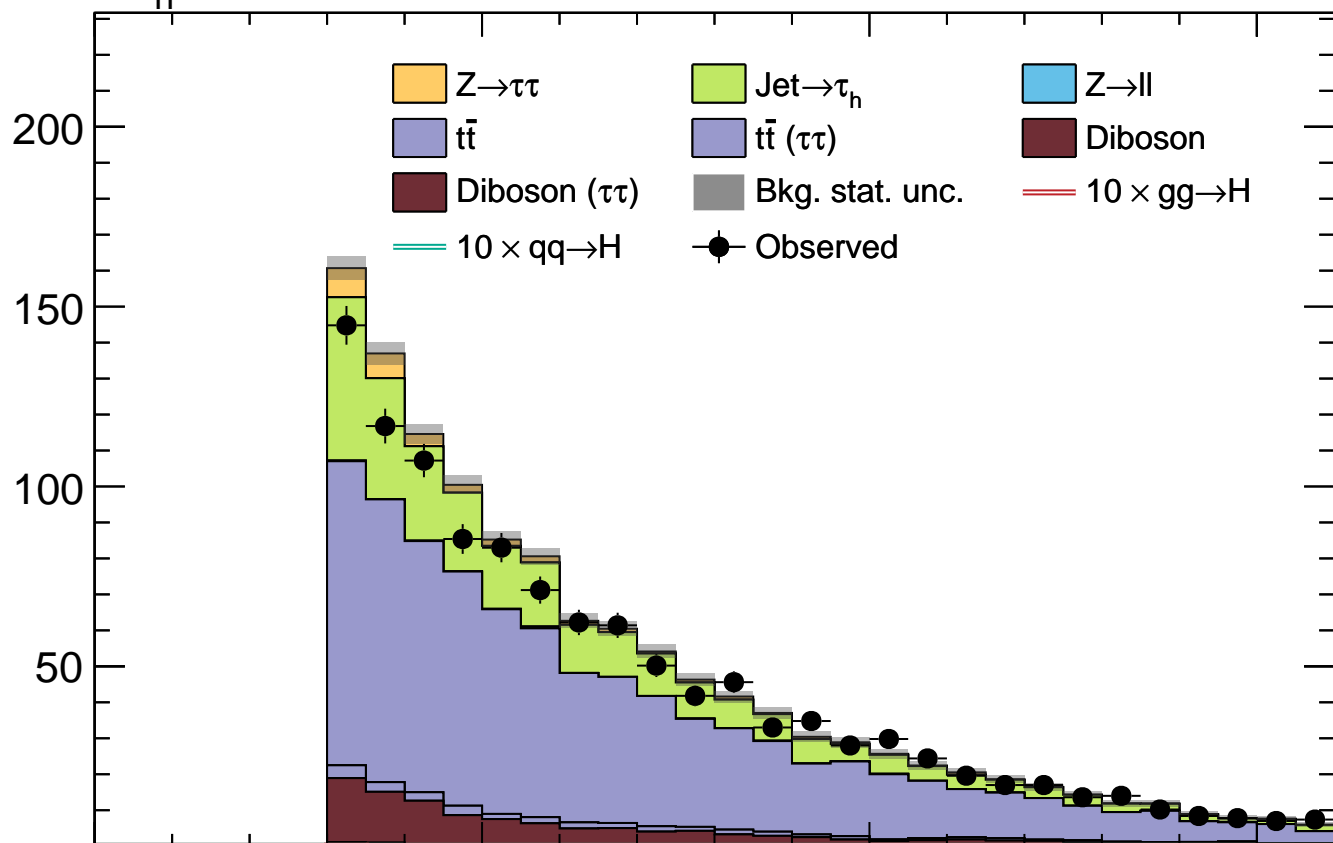 Z→ττ Jet→τh Z→ll
tt̄ tt̄ (ττ) Diboson
Diboson (ττ) Bkg. stat. unc. 10 × gg→H
10 × qq→H Observed
200
150
100
50